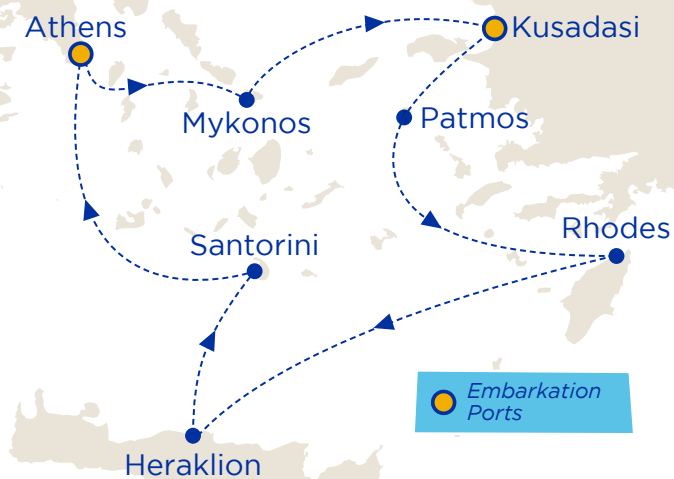 Athens
Kusadasi
Mykonos
Patmos
Rhodes
Santorini
Embarkation
Ports
Heraklion